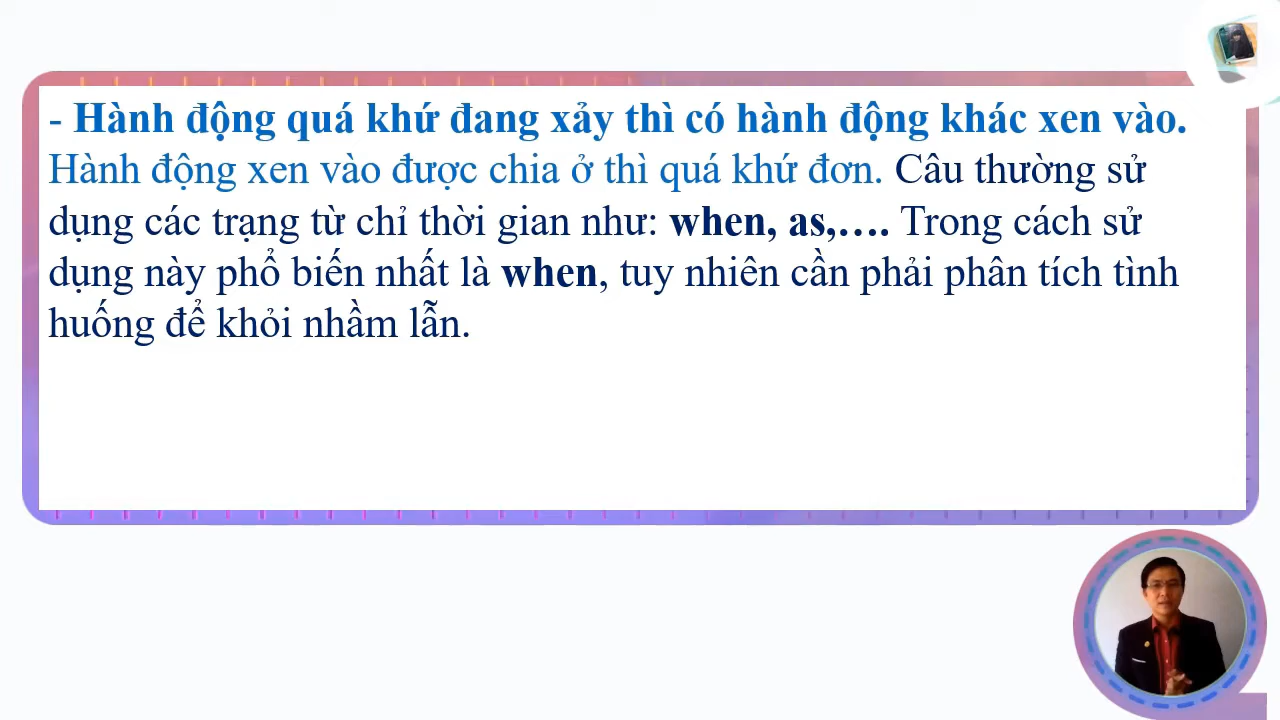 - Hành động quá khứ đang xảy thì có hành động khác xen vào.
Hành động xen vào được chia ở thì quá khứ đơn. Câu thường sử
dụng các trạng từ chỉ thời gian như: when, as,…. Trong cách sử
dụng này phổ biến nhất là when, tuy nhiên cần phải phân tích tình
huống để khỏi nhầm lẫn.